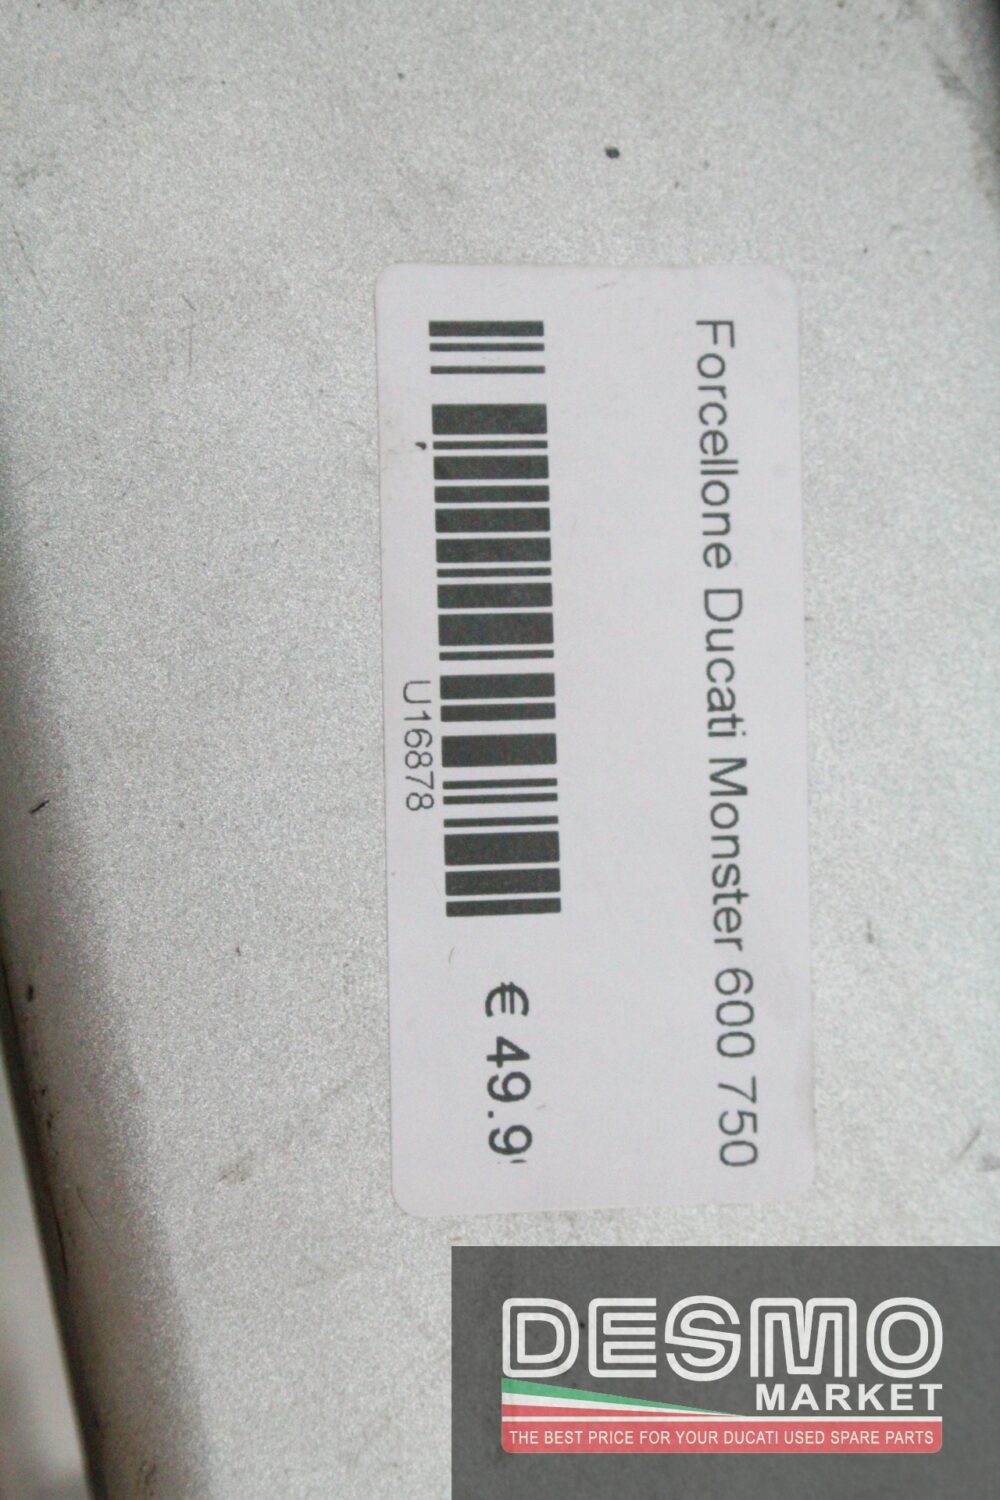 Forcellone Ducati Monster 600 750
U16878
€ 49.9
DESMO
MARKET
THE BEST PRICE FOR YOUR DUCATI USED SPARE PARTS